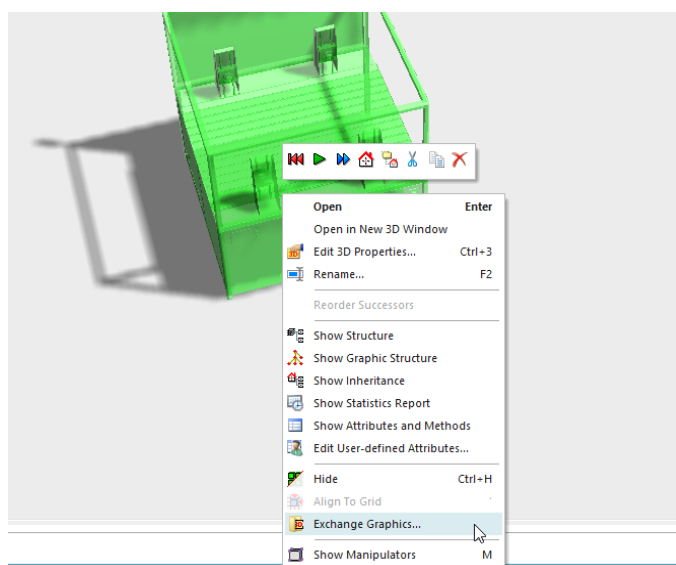 Open Enter
Open in New 3D Window
Edit 3D Properties... Ctrl+3
Rename... F2
Reorder Successors
Show Structure
Show Graphic Structure
Show Inheritance
Show Statistics Report
Show Attributes and Methods
Edit User-defined Attributes...
Hide Ctrl+H
Align To Grid '
Exchange Graphics...
Show Manipulators M